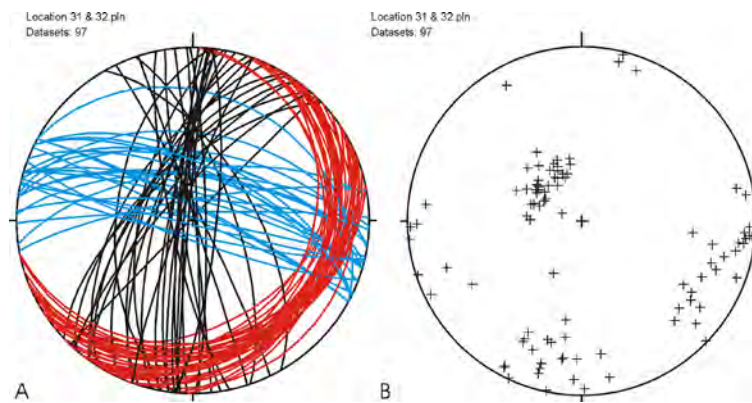 Location 31 & 32.pln
Datasets: 97
Location 31 & 32.pln
Datasets: 97
A
B